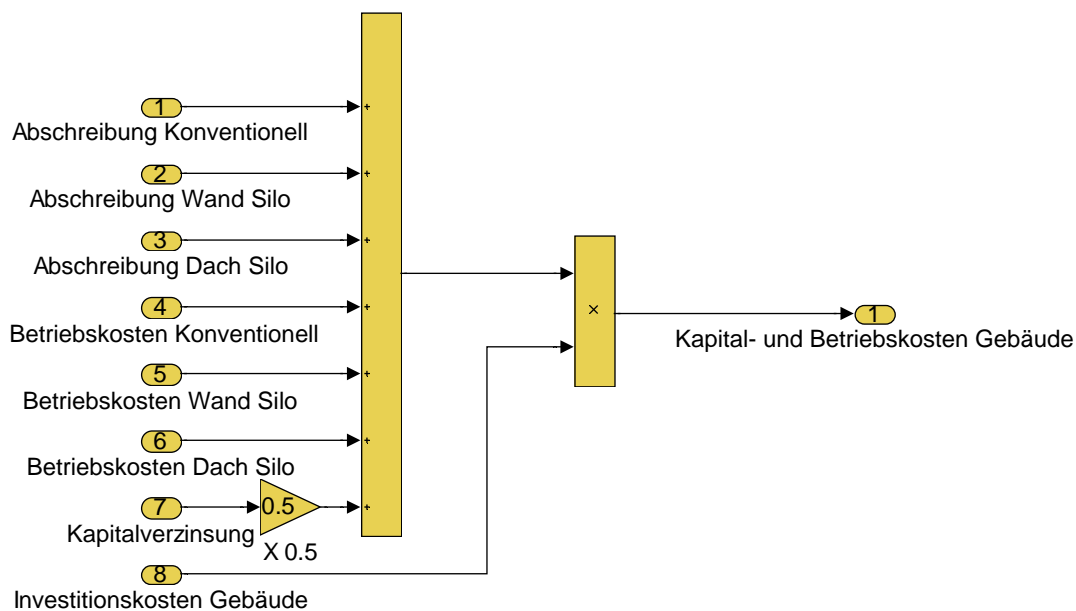 1
Abschreibung Konventionell
2
Abschreibung Wand Silo
3
Abschreibung Dach Silo
4
Betriebskosten Konventionell
5
Betriebskosten Wand Silo
6
Betriebskosten Dach Silo
7
Kapitalverzinsung
0.5
X 0.5
8
Investitionskosten Gebäude
+
+
+
+
+
+
+
×
1
Kapital- und Betriebskosten Gebäude